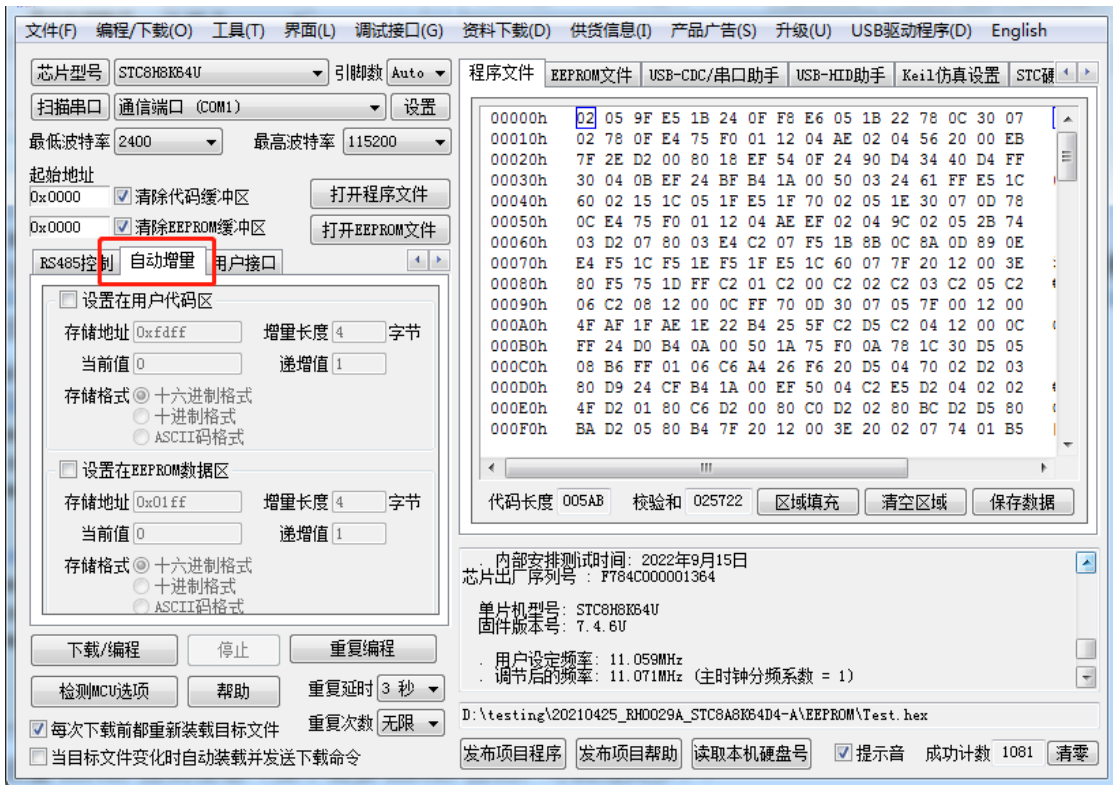 文件(F) 编程/下载(O) 工具(T) 界面(L) 调试接口(G) 资料下载(D) 供货信息(I) 产品广告(S) 升级(U) USB驱动程序(D) English
芯片型号 STC8H8K64U 引脚数 Auto
扫描串口 通信端口 (COM1) 设置
最低波特率 2400 最高波特率 115200
起始地址
0x0000 清除代码缓冲区 打开程序文件
0x0000 清除EEPROM缓冲区 打开EEPROM文件
RS485控制 自动增量 用户接口
设置在用户代码区
存储地址 0xfdff 增量长度 4 字节
当前值 0 递增值 1
存储格式 十六进制格式
十进制格式
ASCII码格式
设置在EEPROM数据区
存储地址 0x01ff 增量长度 4 字节
当前值 0 递增值 1
存储格式 十六进制格式
十进制格式
ASCII码格式
下载/编程 停止 重复编程
检测MCU选项 帮助 重复延时 3 秒
每次下载前都重新装载目标文件 重复次数 无限
当目标文件变化时自动装载并发送下载命令
程序文件 EEPROM文件 USB-CDC/串口助手 USB-HID助手 Keil仿真设置 STC硬
00000h 02 05 9F E5 1B 24 0F F8 E6 05 1B 22 78 0C 30 07
00010h 02 78 0F E4 75 F0 01 12 04 AE 02 04 56 20 00 EB
00020h 7F 2E D2 00 80 18 EF 54 0F 24 90 D4 34 40 D4 FF
00030h 30 04 0B EF 24 BF B4 1A 00 50 03 24 61 FF E5 1C
00040h 60 02 15 1C 05 1F E5 1F 70 02 05 1E 30 07 0D 78
00050h 0C E4 75 F0 01 12 04 AE EF 02 04 9C 02 05 2B 74
00060h 03 D2 07 80 03 E4 C2 07 F5 1B 8B 0C 8A 0D 89 0E
00070h E4 F5 1C F5 1E F5 1F E5 1C 60 07 7F 20 12 00 3E
00080h 80 F5 75 1D FF C2 01 C2 00 C2 02 C2 03 C2 05 C2
00090h 06 C2 08 12 00 0C FF 70 0D 30 07 05 7F 00 12 00
000A0h 4F AF 1F AE 1E 22 B4 25 5F C2 D5 C2 04 12 00 0C
000B0h FF 24 D0 B4 0A 00 50 1A 75 F0 0A 78 1C 30 D5 05
000C0h 08 B6 FF 01 06 C6 A4 26 F6 20 D5 04 70 02 D2 03
000D0h 80 D9 24 CF B4 1A 00 EF 50 04 C2 E5 D2 04 02 02
000E0h 4F D2 01 80 C6 D2 00 80 C0 D2 02 80 BC D2 D5 80
000F0h BA D2 05 80 B4 7F 20 12 00 3E 20 02 07 74 01 B5
代码长度 005AB 校验和 025722 区域填充 清空区域 保存数据
. 内部安排测试时间: 2022年9月15日
芯片出厂序列号 : F784C000001364
单片机型号: STC8H8K64U
固件版本号: 7.4.6U
. 用户设定频率: 11.059MHz
. 调节后的频率: 11.071MHz (主时钟分频系数 = 1)
D:\testing\20210425_RH0029A_STC8A8K64D4-A\EEPROM\Test.hex
发布项目程序 发布项目帮助 读取本机硬盘号 提示音 成功计数 1081 清零